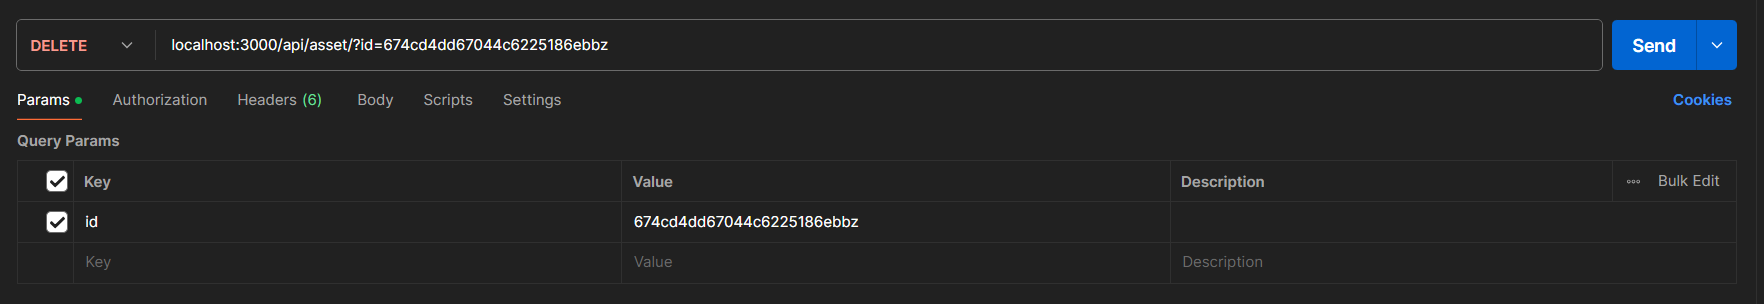 DELETE localhost:3000/api/asset/?id=674cd4dd67044c6225186ebbz Send
Params Authorization Headers (6) Body Scripts Settings Cookies
Query Params
Key Value Description Bulk Edit
id 674cd4dd67044c6225186ebbz
Key Value Description